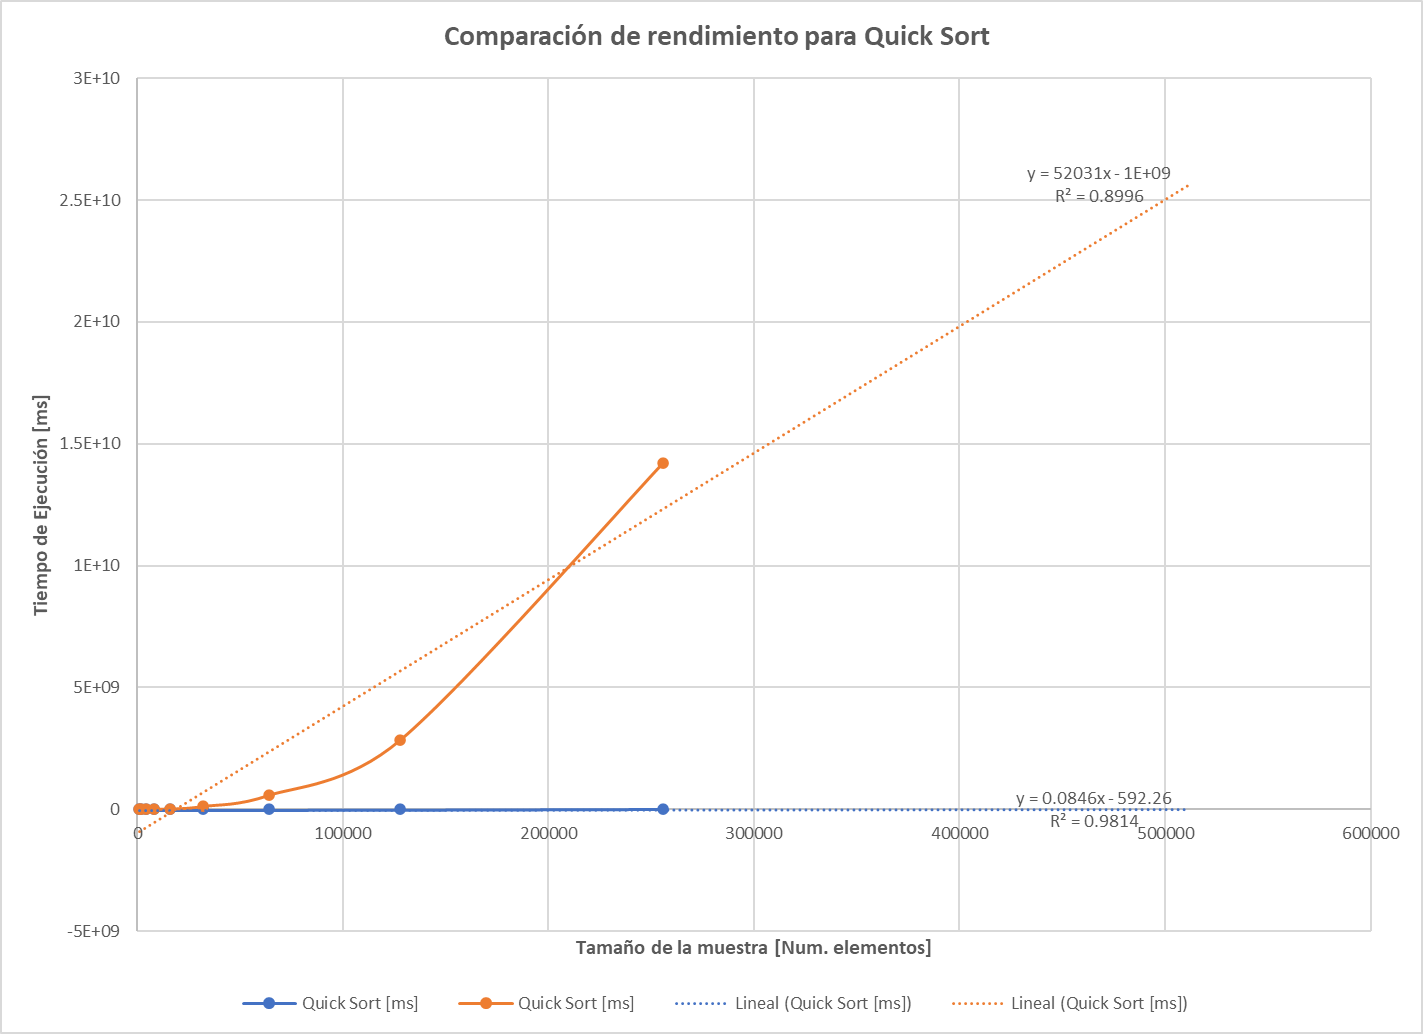 Comparación de rendimiento para Quick Sort
3E+10
2.5E+10
2E+10
1.5E+10
1E+10
5E+09
0
-5E+09
Tiempo de Ejecución [ms]
y = 52031x - 1E+09
R² = 0.8996
y = 0.0846x - 592.26
R² = 0.9814
0 100000 200000 300000 400000 500000 600000
Tamaño de la muestra [Num. elementos]
Quick Sort [ms] Quick Sort [ms] Lineal (Quick Sort [ms]) Lineal (Quick Sort [ms])